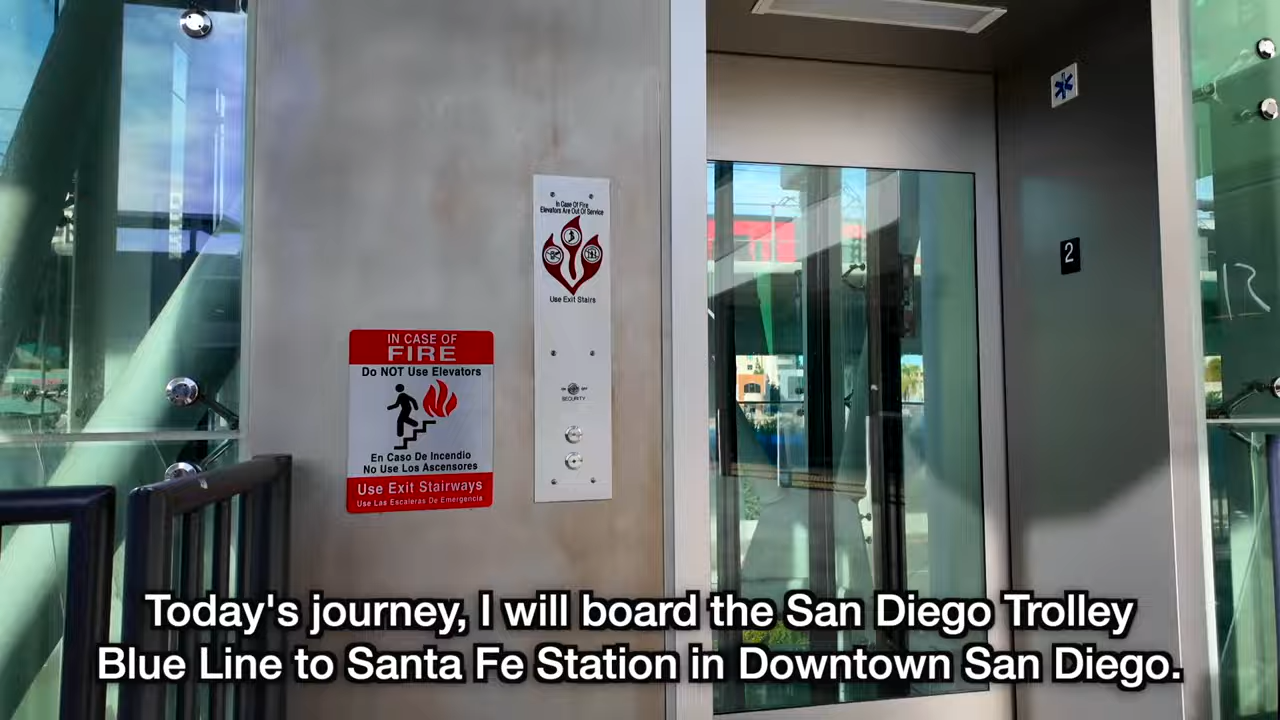 In Case Of Fire
Elevators Are Out Of Service
Use Exit Stairs
SECURITY
IN CASE OF
FIRE
Do NOT Use Elevators
En Caso De Incendio
No Use Los Ascensores
Use Exit Stairways
Use Las Escaleras De Emergencia
2
Today's journey, I will board the San Diego Trolley
Blue Line to Santa Fe Station in Downtown San Diego.